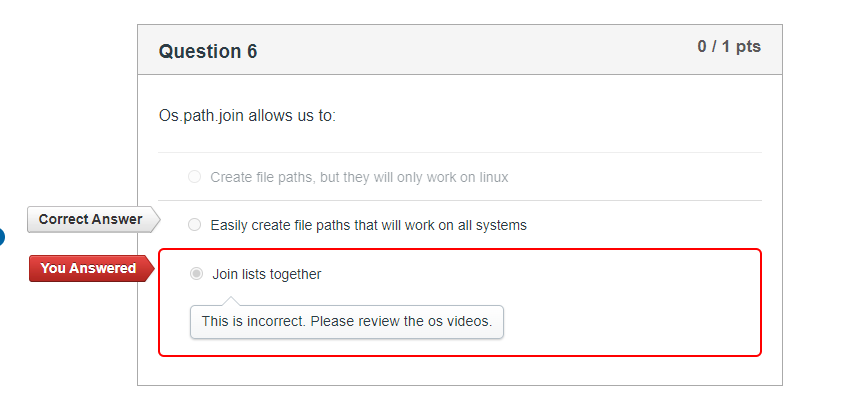 Question 6
0 / 1 pts
Os.path.join allows us to:
Create file paths, but they will only work on linux
Correct Answer
Easily create file paths that will work on all systems
You Answered
Join lists together
This is incorrect. Please review the os videos.